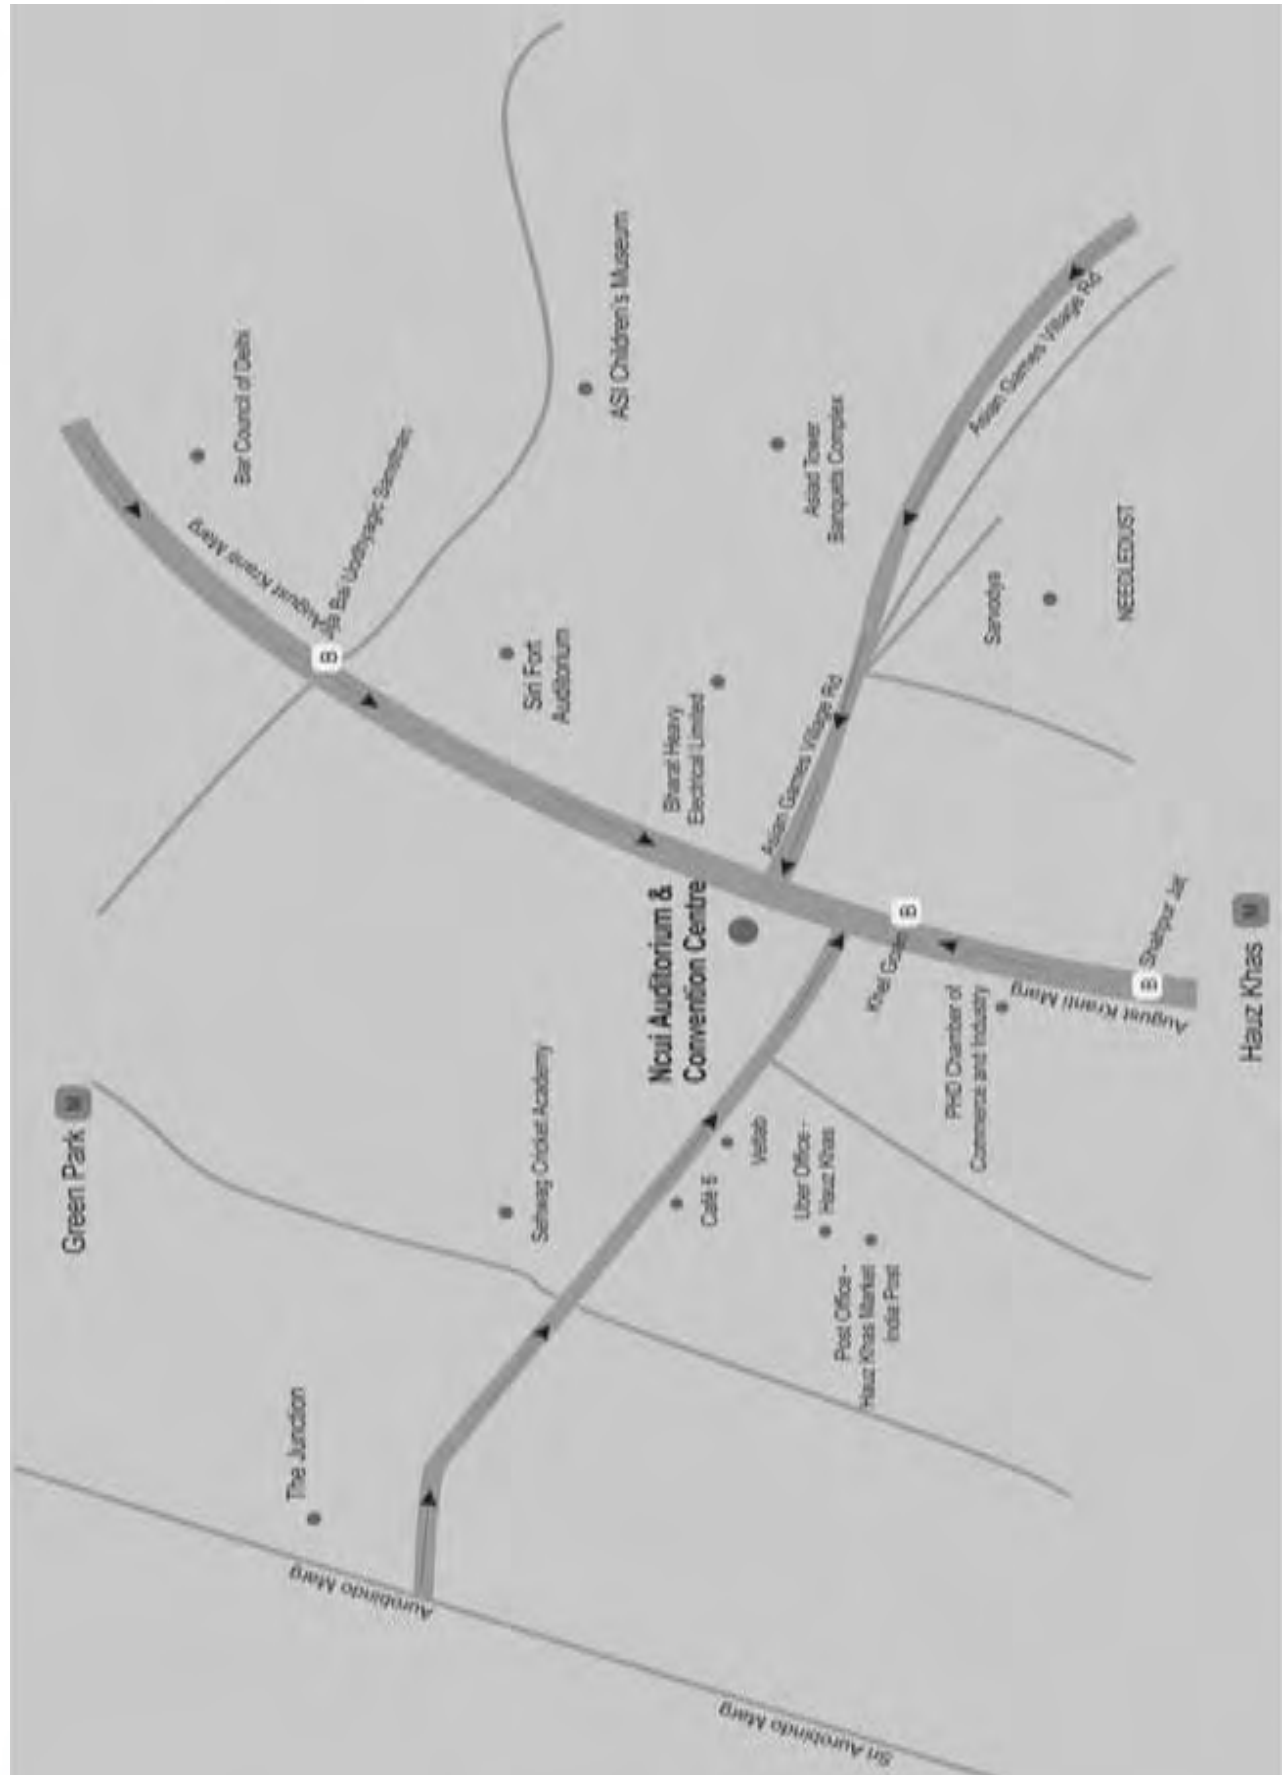 Green Park
M
The Junction
Aurobindo Marg
Sri Aurobindo Marg
Sehwag Cricket Academy
Café 6
Uber Office -
Hauz Khas
Post Office -
Hauz Khas Market
India Post
Ncui Auditorium &
Convention Centre
PHD Chamber of
Commerce and Industry
August Kranti Marg
B
Shahpur Jat
Hauz Khas
M
B
August Kranti Marg
B
Bar Council of Delhi
ASI Children's Museum
Siri Fort
Auditorium
Bharat Heavy
Electrical Limited
Asian Games Village Rd
Asiad Tower
Banquets Complex
Asian Games Village Rd
Sarvodya
NEEDLEDUST